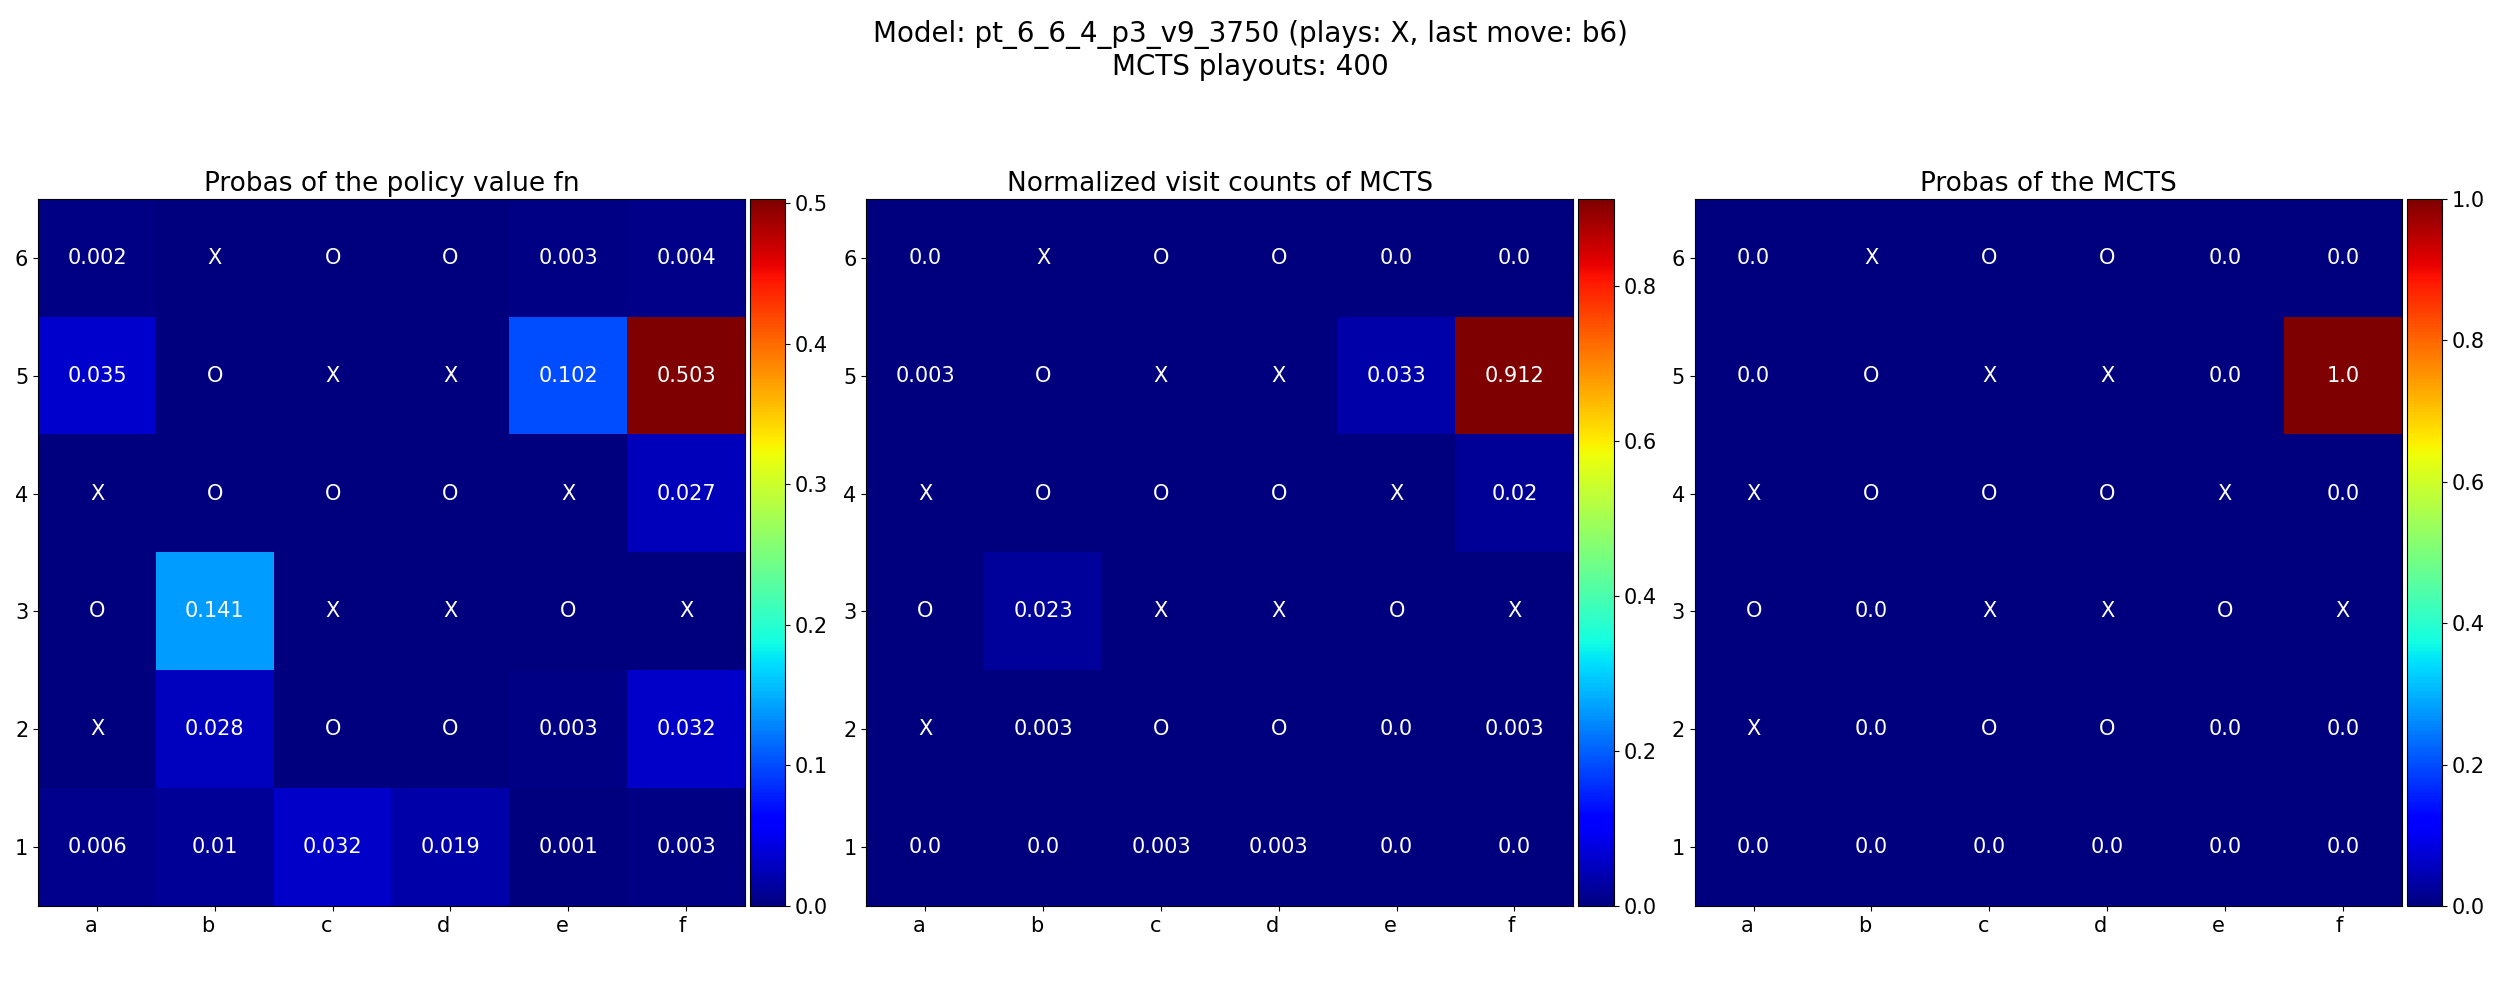 Model: pt_6_6_4_p3_v9_3750 (plays: X, last move: b6)
MCTS playouts: 400
Probas of the policy value fn
6 0.002 X O O 0.003 0.004
5 0.035 O X X 0.102 0.503
4 X O O O X 0.027
3 O 0.141 X X O X
2 X 0.028 O O 0.003 0.032
1 0.006 0.01 0.032 0.019 0.001 0.003
a b c d e f
0.5
0.4
0.3
0.2
0.1
0.0
Normalized visit counts of MCTS
6 0.0 X O O 0.0 0.0
5 0.003 O X X 0.033 0.912
4 X O O O X 0.02
3 O 0.023 X X O X
2 X 0.003 O O 0.0 0.003
1 0.0 0.0 0.003 0.003 0.0 0.0
a b c d e f
0.8
0.6
0.4
0.2
0.0
Probas of the MCTS
6 0.0 X O O 0.0 0.0
5 0.0 O X X 0.0 1.0
4 X O O O X 0.0
3 O 0.0 X X O X
2 X 0.0 O O 0.0 0.0
1 0.0 0.0 0.0 0.0 0.0 0.0
a b c d e f
1.0
0.8
0.6
0.4
0.2
0.0